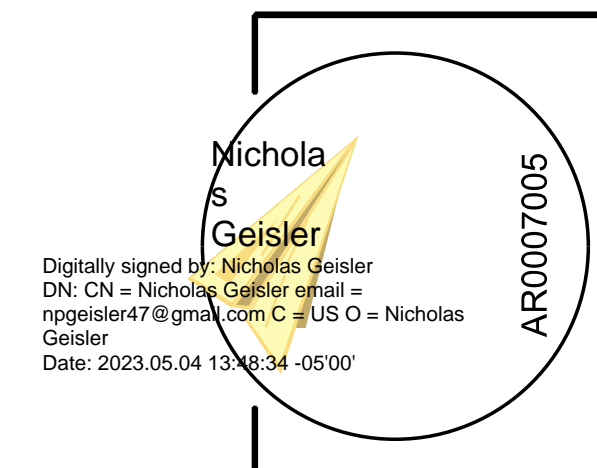 Nichola
s
Geisler
Digitally signed by: Nicholas Geisler
DN: CN = Nicholas Geisler email =
npgeisler47@gmail.com C = US O = Nicholas
Geisler
Date: 2023.05.04 13:48:34 -05'00'
AR0007005